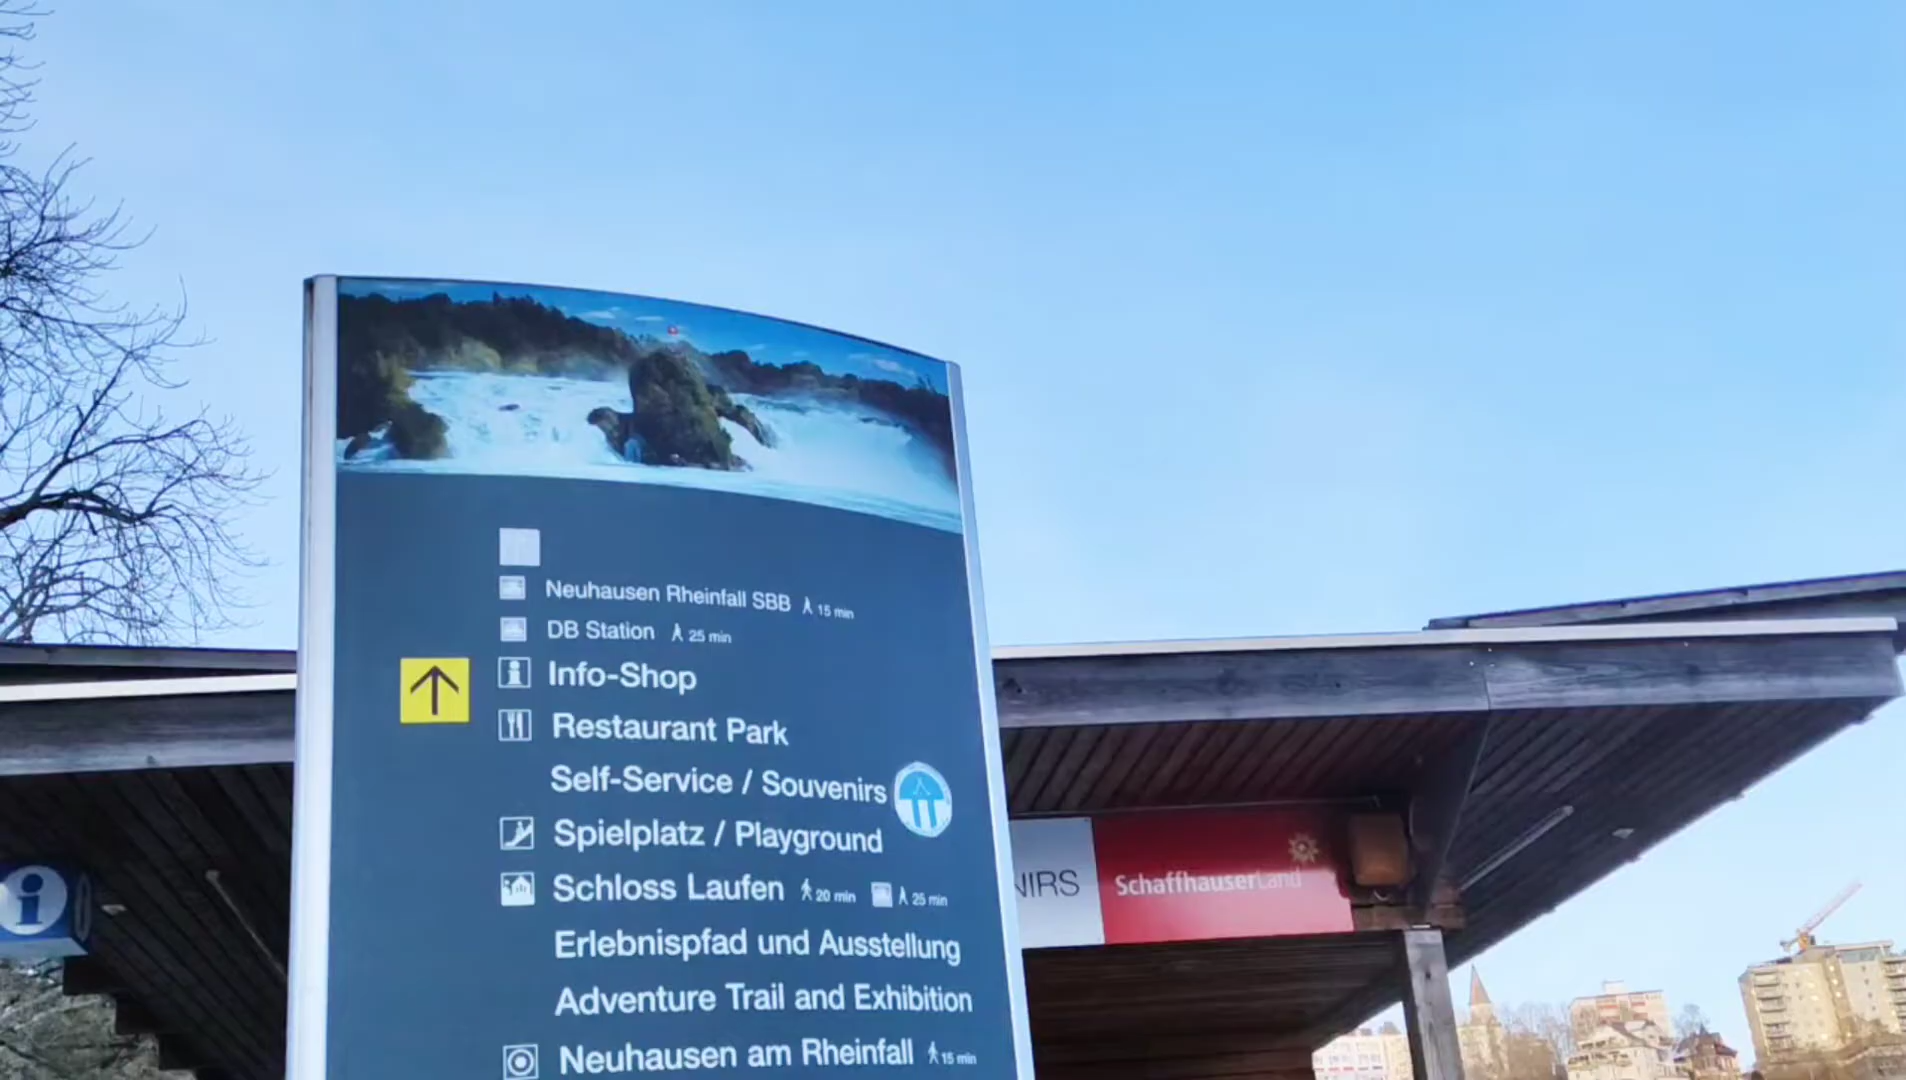 Neuhausen Rheinfall SBB 15 min
DB Station 25 min
Info-Shop
Restaurant Park
Self-Service / Souvenirs
Spielplatz / Playground
Schloss Laufen 20 min 25 min
Erlebnispfad und Ausstellung
Adventure Trail and Exhibition
Neuhausen am Rheinfall 15 min
NIRS
SchaffhauserLand
i